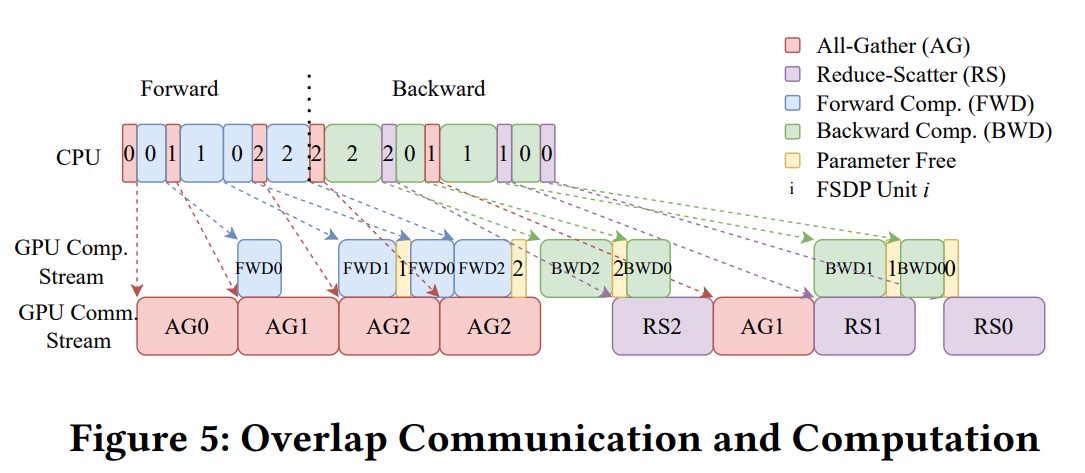 All-Gather (AG)
Reduce-Scatter (RS)
Forward Comp. (FWD)
Backward Comp. (BWD)
Parameter Free
i FSDP Unit i
Forward Backward
CPU 0 0 1 1 0 2 2 2 2 2 0 1 1 1 0 0
GPU Comp.
Stream
FWD0 FWD1 1 FWD0 FWD2 2 BWD2 2 BWD0 BWD1 1 BWD0 0
GPU Comm.
Stream
AG0 AG1 AG2 AG2 RS2 AG1 RS1 RS0
Figure 5: Overlap Communication and Computation